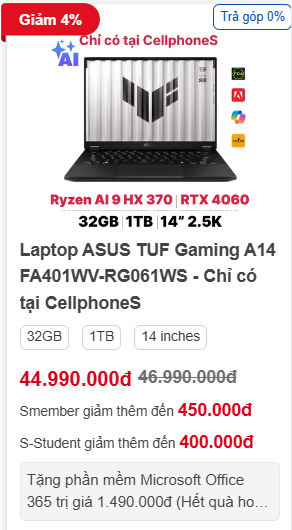 Giảm 4%
Trả góp 0%
Chỉ có tại CellphoneS
AI
Ryzen AI 9 HX 370 | RTX 4060
32GB | 1TB | 14” 2.5K
Laptop ASUS TUF Gaming A14
FA401WV-RG061WS - Chỉ có
tại CellphoneS
32GB
1TB
14 inches
44.990.000đ 46.990.000đ
Smember giảm thêm đến 450.000đ
S-Student giảm thêm đến 400.000đ
Tặng phần mềm Microsoft Office
365 trị giá 1.490.000đ (Hết quà ho...